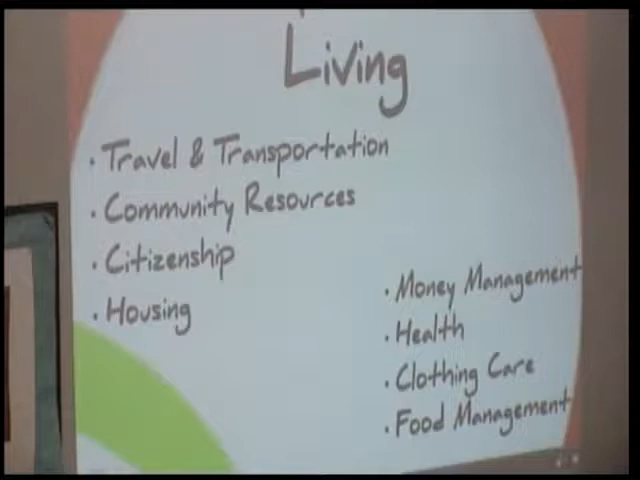 Living
· Travel & Transportation
· Community Resources
· Citizenship
· Housing
· Money Management
· Health
· Clothing Care
· Food Management